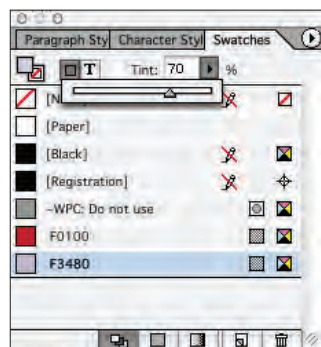 Paragraph Sty Character Styl Swatches
T Tint: 70 %
[N
[Paper]
[Black]
[Registration]
~WPC: Do not use
F0100
F3480